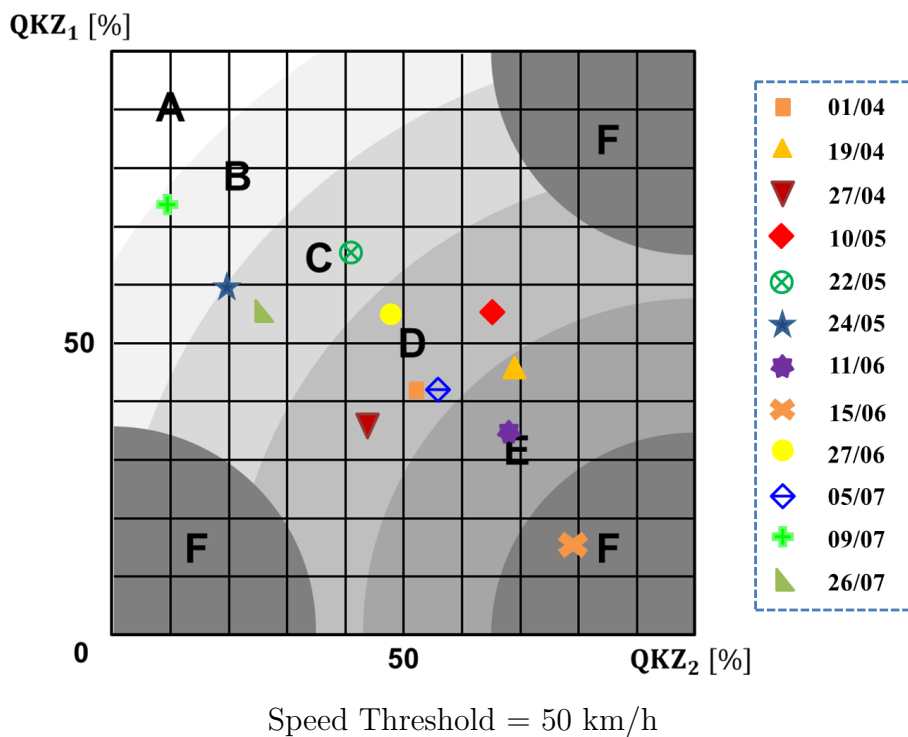 QKZ₁ [%]
A
F
B
C
50
D
E
F
F
0
50
QKZ₂ [%]
01/04
19/04
27/04
10/05
22/05
24/05
11/06
15/06
27/06
05/07
09/07
26/07
Speed Threshold = 50 km/h